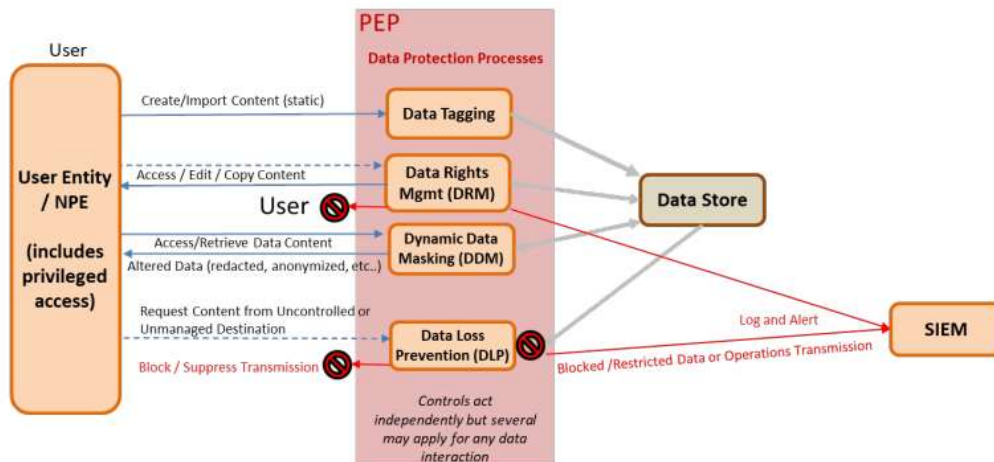 PEP
User
Data Protection Processes
Create/Import Content (static)
Data Tagging
User Entity
/ NPE
(includes
privileged
access)
Access / Edit / Copy Content
Data Rights
Mgmt (DRM)
User
Data Store
Access/Retrieve Data Content
Altered Data (redacted, anonymized, etc..)
Dynamic Data
Masking (DDM)
Request Content from Uncontrolled or
Unmanaged Destination
Data Loss
Prevention (DLP)
Log and Alert
SIEM
Block / Suppress Transmission
Blocked /Restricted Data or Operations Transmission
Controls act
independently but several
may apply for any data
interaction